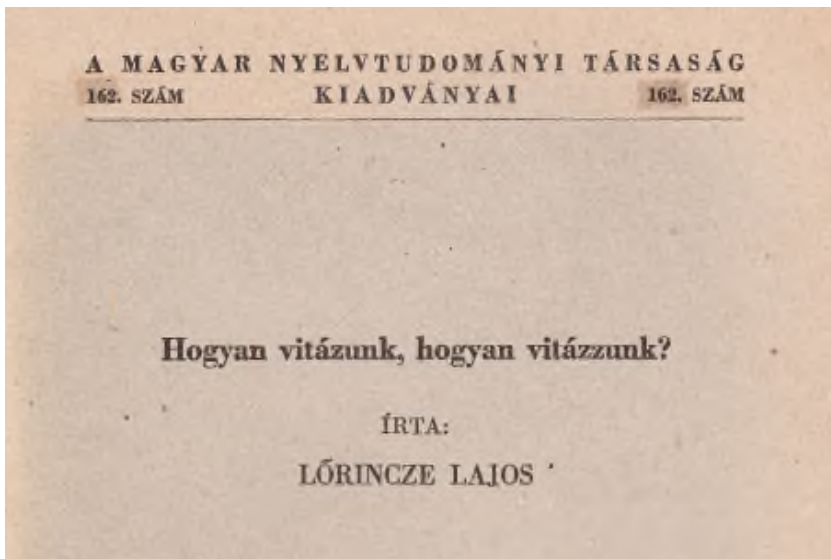 A MAGYAR NYELVTUDOMÁNYI TÁRSASÁG
162. SZÁM KIADVÁNYAI 162. SZÁM
Hogyan vitázunk, hogyan vitázzunk?
ÍRTA:
LŐRINCZE LAJOS